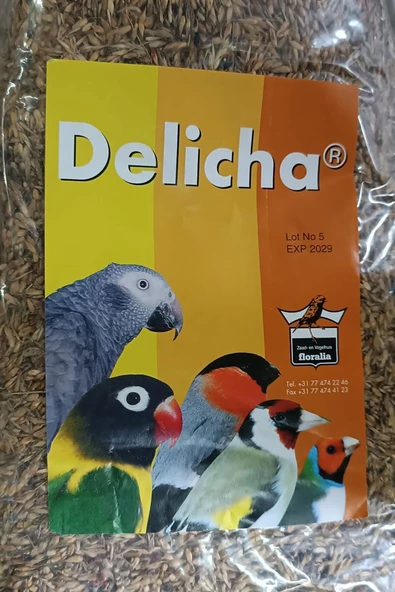 Delicha®
Lot No 5
EXP 2029
Zaad- en Vogelhuis
floralia
Tel. +31 77 474 22 46
Fax +31 77 474 41 23